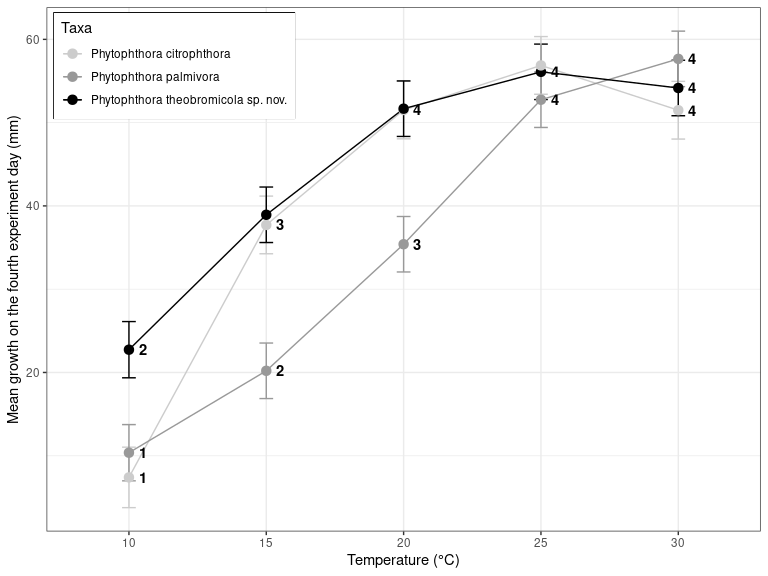 Taxa
Phytophthora citrophthora
Phytophthora palmivora
Phytophthora theobromicola sp. nov.
Mean growth on the fourth experiment day (mm)
60
40
20
4
4
4
4
4
4
3
3
2
2
1
1
10 15 20 25 30
Temperature (°C)